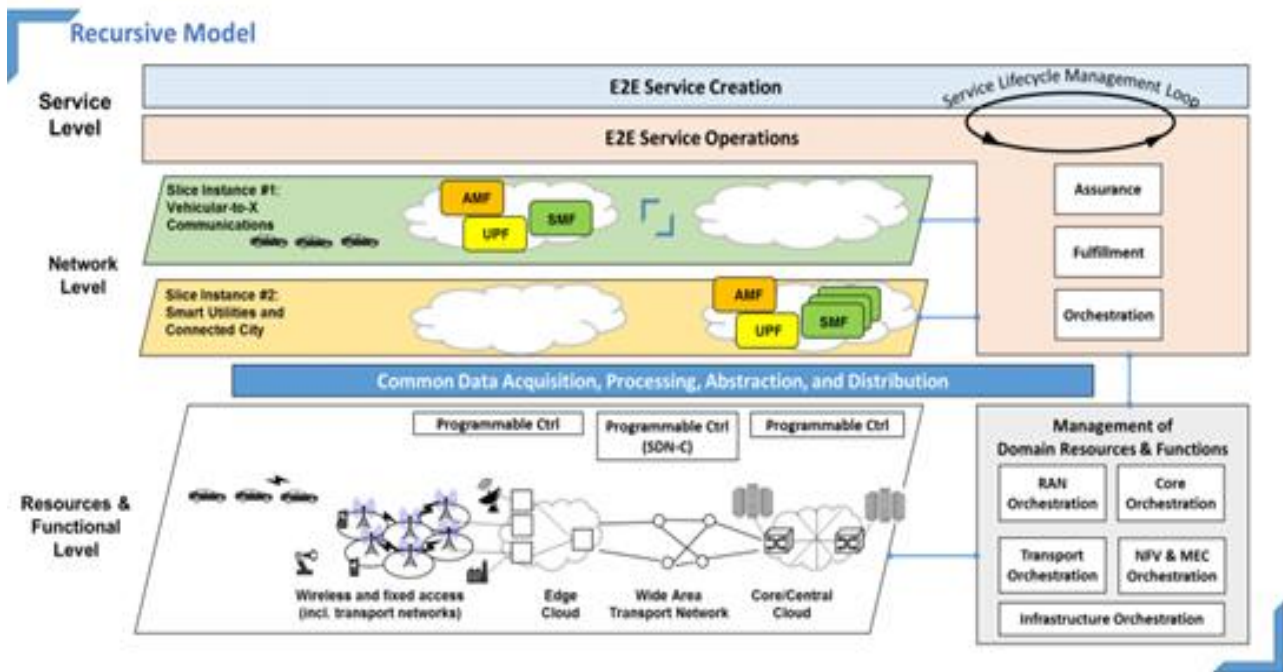 Recursive Model
Service
Level
E2E Service Creation
Service Lifecycle Management Loop
E2E Service Operations
Network
Level
Slice Instance #1:
Vehicular-to-X
Communications
AMF
SMF
UPF
Assurance
Fulfillment
Orchestration
Slice Instance #2:
Smart Utilities and
Connected City
AMF
SMF
UPF
Common Data Acquisition, Processing, Abstraction, and Distribution
Resources &
Functional
Level
Programmable Ctrl
Programmable Ctrl
(SDN-C)
Programmable Ctrl
Wireless and fixed access
(incl. transport networks)
Edge
Cloud
Wide Area
Transport Network
Core/Central
Cloud
Management of
Domain Resources & Functions
RAN
Orchestration
Core
Orchestration
Transport
Orchestration
NFV & MEC
Orchestration
Infrastructure Orchestration